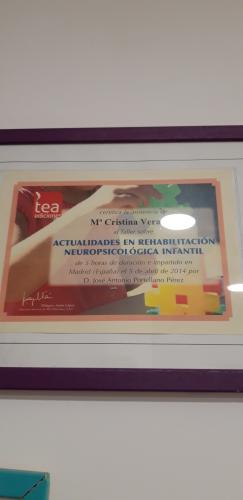 tea
ediciones
certifica la asistencia de
Mª Cristina Vera
al Taller sobre
ACTUALIDADES EN REHABILITACIÓN
NEUROPSICOLÓGICA INFANTIL
de 5 horas de duración e impartido en
Madrid (España) el 5 de abril de 2014 por
D. José Antonio Portellano Pérez